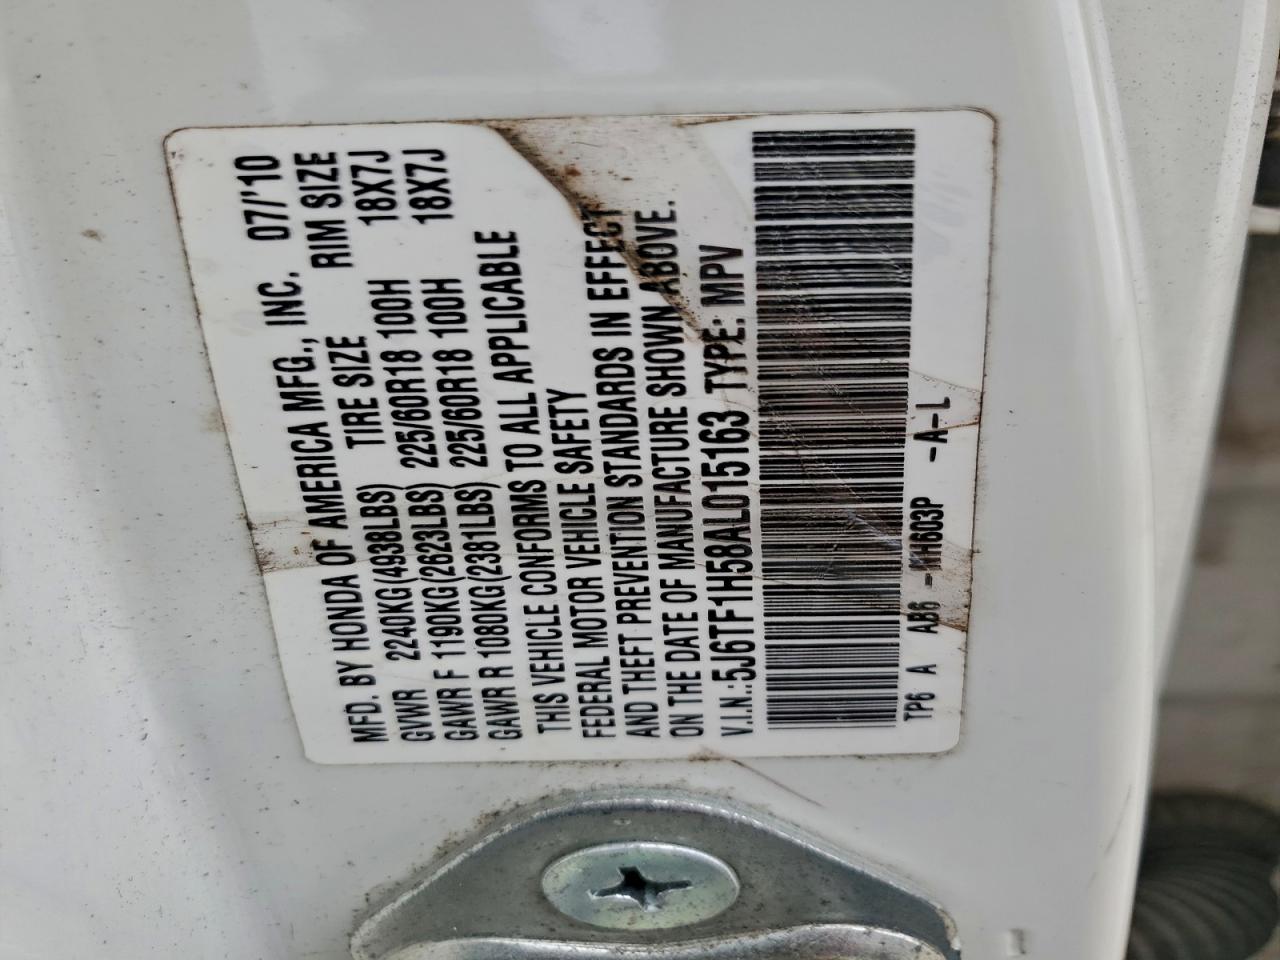 MFD. BY HONDA OF AMERICA MFG., INC. 07/'10
GVWR 2240KG(4938LBS) TIRE SIZE RIM SIZE
GAWR F 1190KG(2623LBS) 225/60R18 100H 18X7J
GAWR R 1080KG(2381LBS) 225/60R18 100H 18X7J
THIS VEHICLE CONFORMS TO ALL APPLICABLE
FEDERAL MOTOR VEHICLE SAFETY
AND THEFT PREVENTION STANDARDS IN EFFECT
ON THE DATE OF MANUFACTURE SHOWN ABOVE.
V.I.N.:5J6TF1H58AL015163 TYPE: MPV
TP6 A AB6 - NH603P -A-L